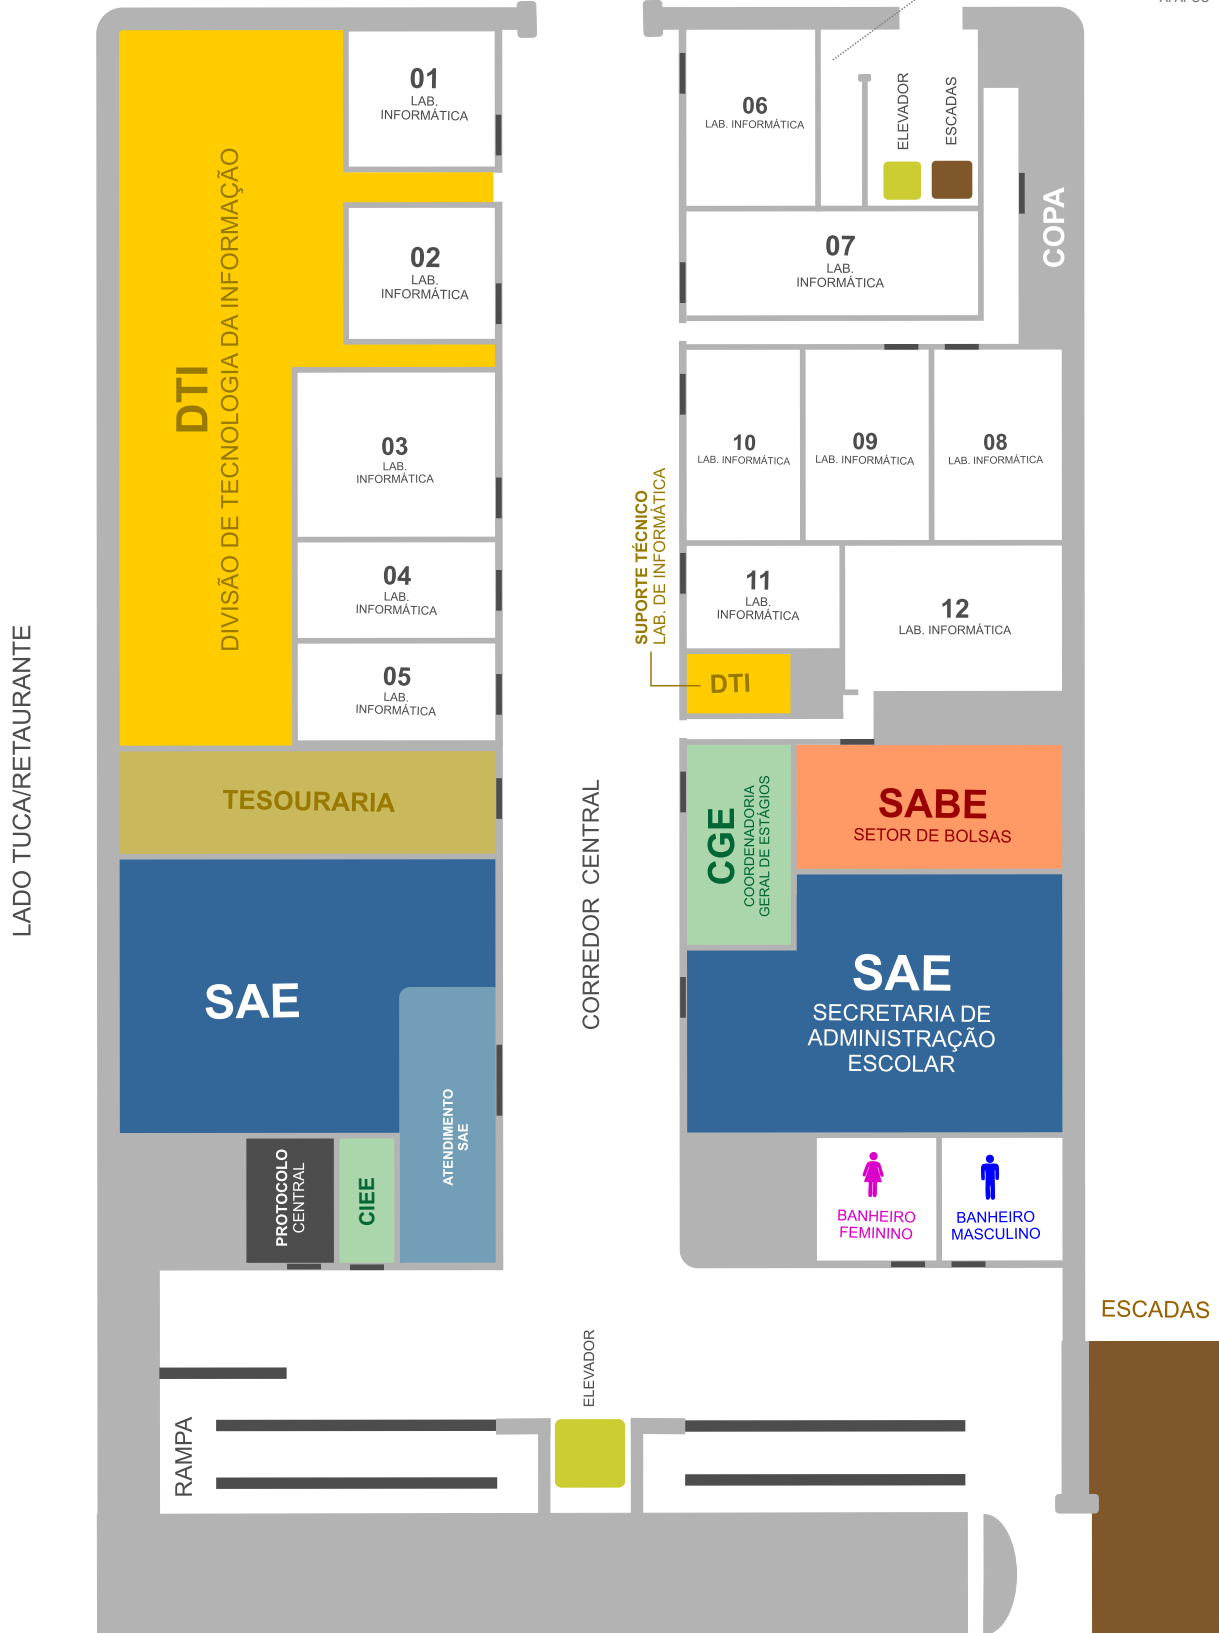 01
LAB.
INFORMÁTICA
02
LAB.
INFORMÁTICA
DTI
DIVISÃO DE TECNOLOGIA DA INFORMAÇÃO
03
LAB.
INFORMÁTICA
04
LAB.
INFORMÁTICA
05
LAB.
INFORMÁTICA
LADO TUCA/RETAURANTE
TESOURARIA
SAE
ATENDIMENTO
SAE
PROTOCOLO
CENTRAL
CIEE
CORREDOR CENTRAL
06
LAB. INFORMÁTICA
ELEVADOR
ESCADAS
COPA
07
LAB.
INFORMÁTICA
10
LAB. INFORMÁTICA
09
LAB. INFORMÁTICA
08
LAB. INFORMÁTICA
SUPORTE TÉCNICO
LAB. DE INFORMÁTICA
11
LAB.
INFORMÁTICA
12
LAB. INFORMÁTICA
DTI
CGE
COORDENADORIA
GERAL DE ESTÁGIOS
SABE
SETOR DE BOLSAS
SAE
SECRETARIA DE
ADMINISTRAÇÃO
ESCOLAR
BANHEIRO
FEMININO
BANHEIRO
MASCULINO
ESCADAS
ELEVADOR
RAMPA